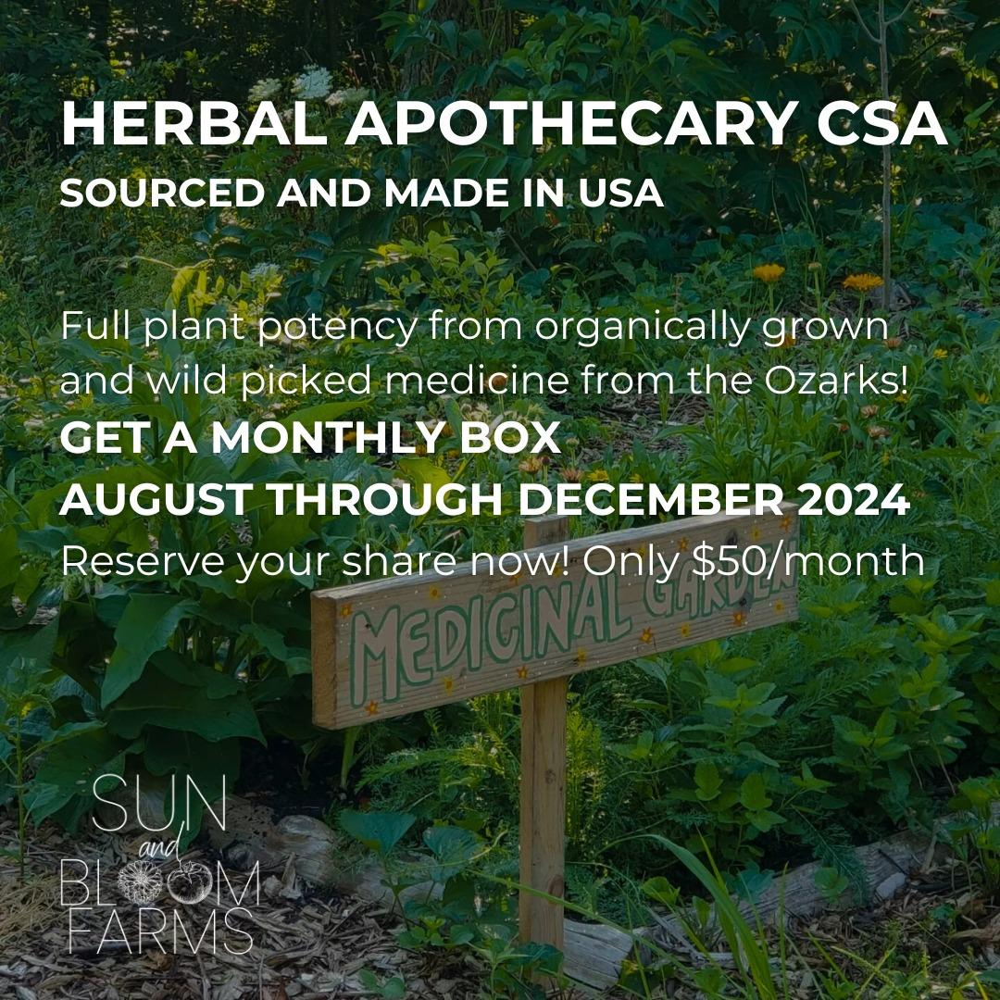 HERBAL APOTHECARY CSA
SOURCED AND MADE IN USA
Full plant potency from organically grown
and wild picked medicine from the Ozarks!
GET A MONTHLY BOX
AUGUST THROUGH DECEMBER 2024
Reserve your share now! Only $50/month
MEDICINAL GARDEN
SUN
and
BLOOM
FARMS